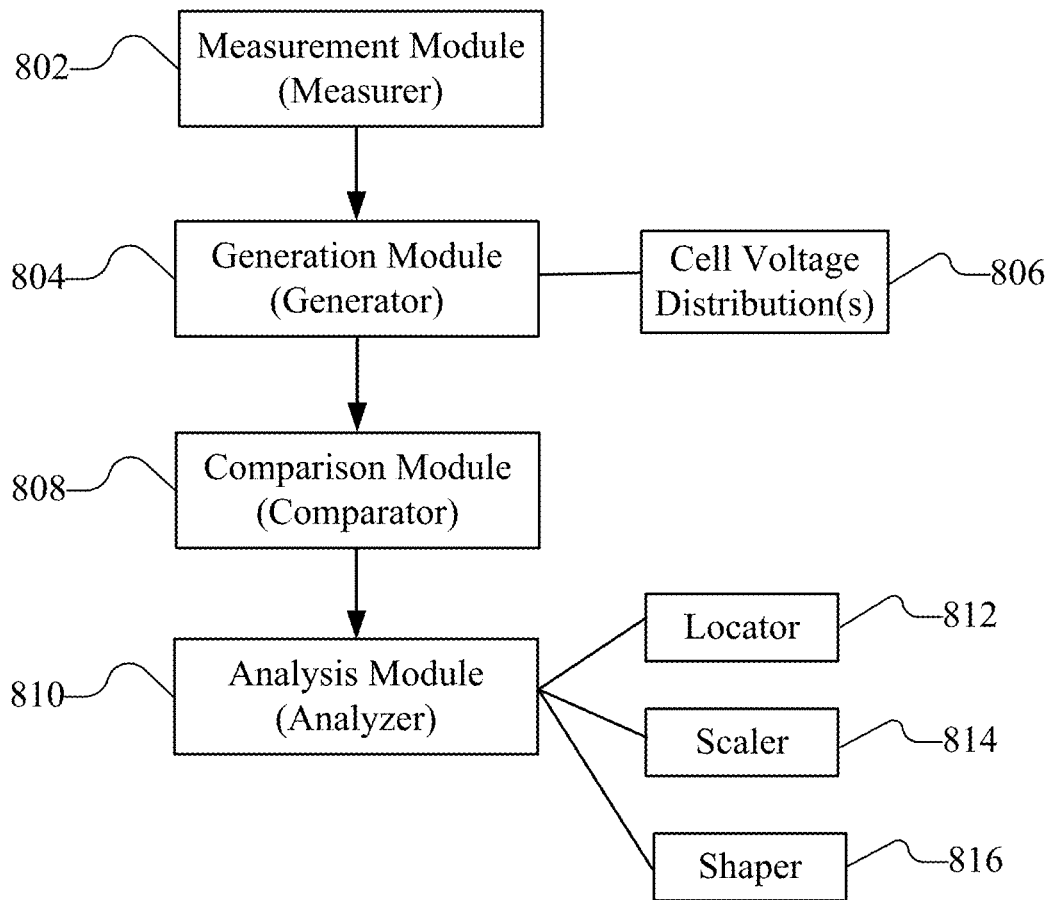 802
Measurement Module
(Measurer)
804
Generation Module
(Generator)
Cell Voltage
Distribution(s)
806
808
Comparison Module
(Comparator)
810
Analysis Module
(Analyzer)
Locator
812
Scaler
814
Shaper
816